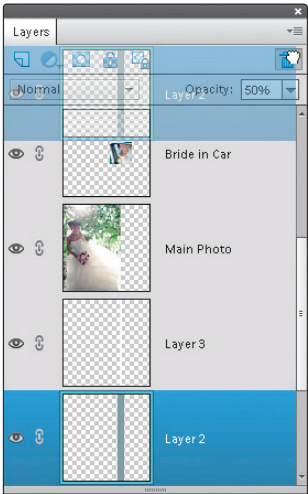 Layers
Normal
Opacity: 50%
Layer 2
Bride in Car
Main Photo
Layer 3
Layer 2